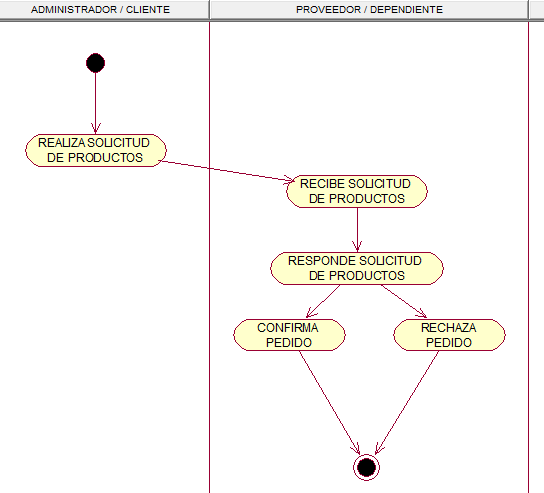 ADMINISTRADOR / CLIENTE
PROVEEDOR / DEPENDIENTE
REALIZA SOLICITUD
DE PRODUCTOS
RECIBE SOLICITUD
DE PRODUCTOS
RESPONDE SOLICITUD
DE PRODUCTOS
CONFIRMA
PEDIDO
RECHAZA
PEDIDO